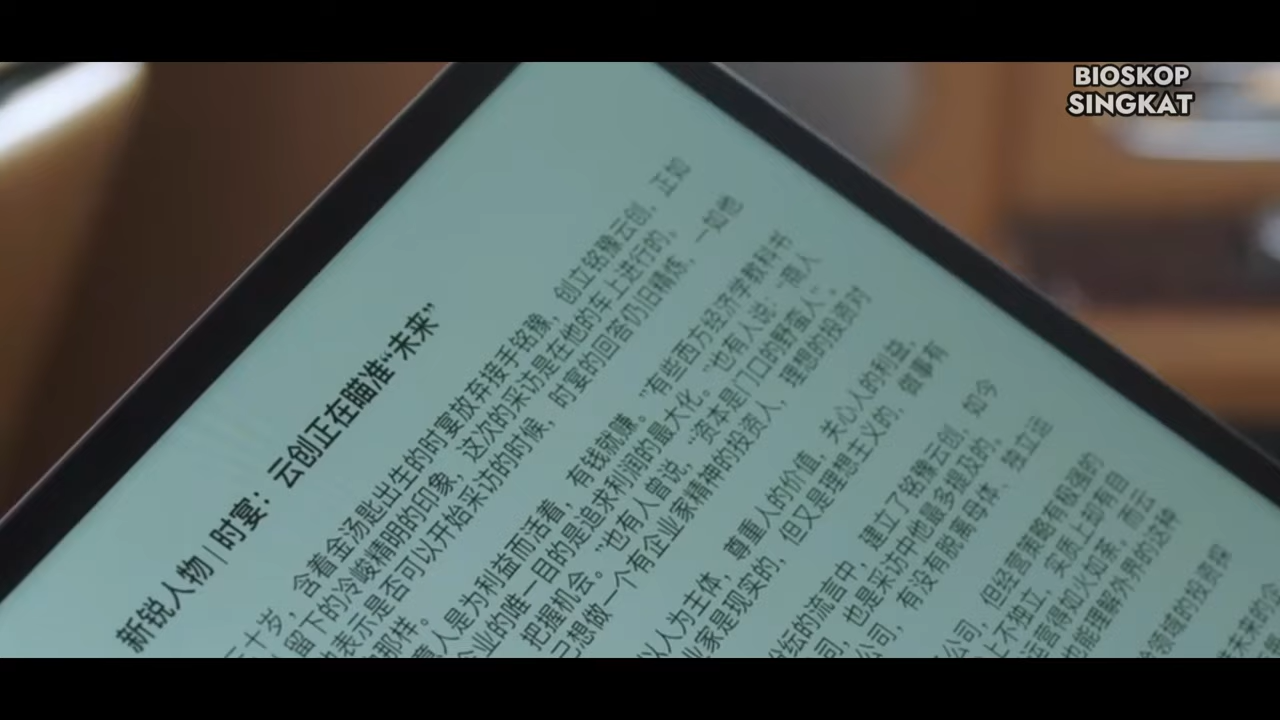 BIOSKOP
SINGKAT
新锐人物 | 时宴：云创正在瞄准“未来”
二十岁，含着金汤匙出生的时宴放弃接手铭豫，创立铭豫云创，正如
留下的冷峻精明的印象，这次的采访是在他的车上进行的。
表示是否可以开始采访的时候，时宴的回答仍旧精炼，一如他
那样。
意人是为利益而活着，有钱就赚。”有些西方经济学教科书
企业的唯一目的是追求利润的最大化。”也有人说：“商人
把握机会。”也有人曾说，“资本是门口的野蛮人”。
己想做一个有企业家精神的投资人，理想的投资对
以人为主体，尊重人的价值，关心人的利益，
业家是现实的，但又是理想主义的，做事有
纷纭的流言中，建立了铭豫云创，如今
司，也是采访中他最多提及的。
公司，有没有脱离母体、独立运
公司，但经营策略有极强的
上不独立，实质上却有目
运营得如火如荼。而云
也能理解外界的这种
领域的投资探
未来的企